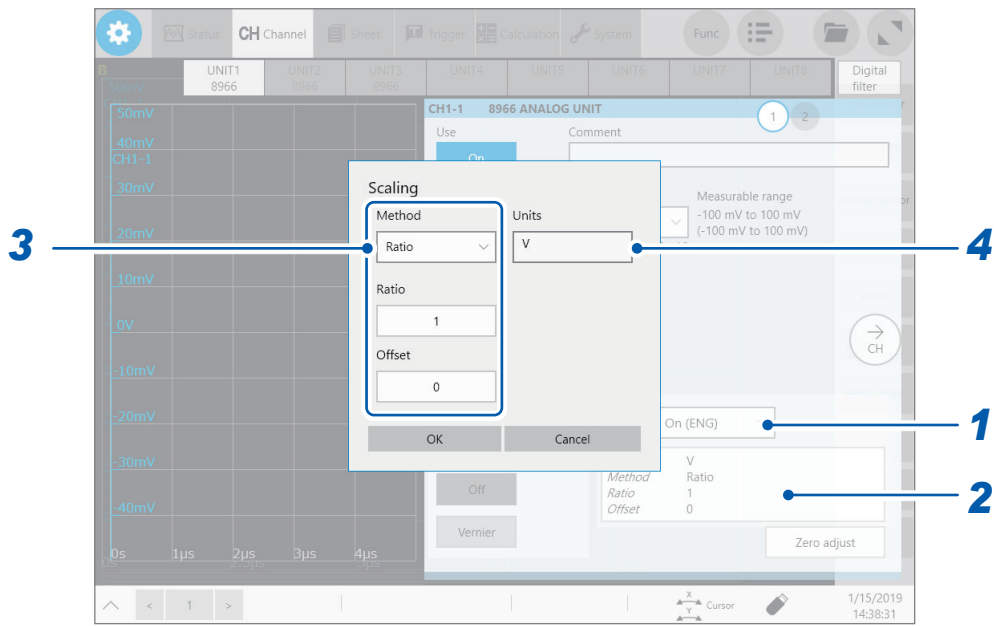 Status CH Channel Sheet Trigger Calculation System Func
UNIT1 UNIT2 UNIT3 UNIT4 UNIT5 UNIT6 UNIT7 UNIT8
8966 8966 8966
Digital
filter
50mV
40mV
CH1-1
30mV
20mV
10mV
0V
-10mV
-20mV
-30mV
-40mV
0s 1µs 2µs 3µs 4µs
CH1-1 8966 ANALOG UNIT
1 2
Use Comment
On
Measurable range
-100 mV to 100 mV
(-100 mV to 100 mV)
Scaling
Method Units
3 Ratio V 4
Ratio
1
Offset
0
OK Cancel
CH
On (ENG) 1
V
Method Ratio
Ratio 1 2
Offset 0
Off
Vernier
Zero adjust
< 1 >
X
Y
Cursor
1/15/2019
14:38:31